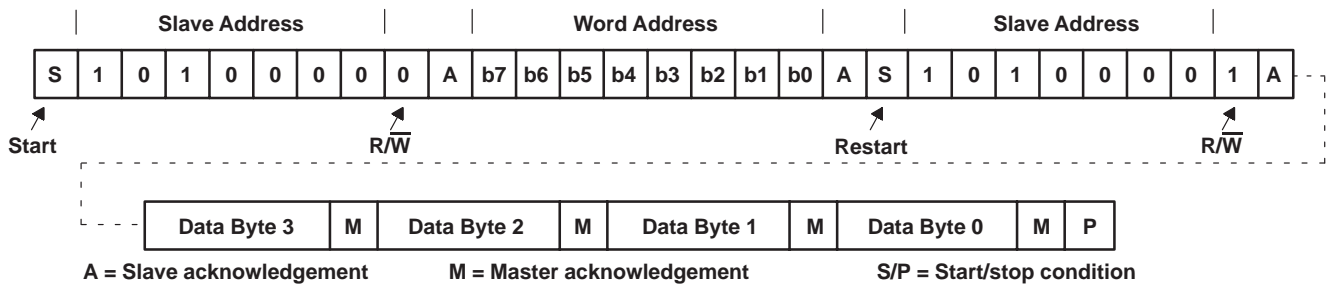 Slave Address Word Address Slave Address
S 1 0 1 0 0 0 0 0 A b7 b6 b5 b4 b3 b2 b1 b0 A S 1 0 1 0 0 0 0 1 A
Start R/W Restart R/W
Data Byte 3 M Data Byte 2 M Data Byte 1 M Data Byte 0 M P
A = Slave acknowledgement M = Master acknowledgement S/P = Start/stop condition